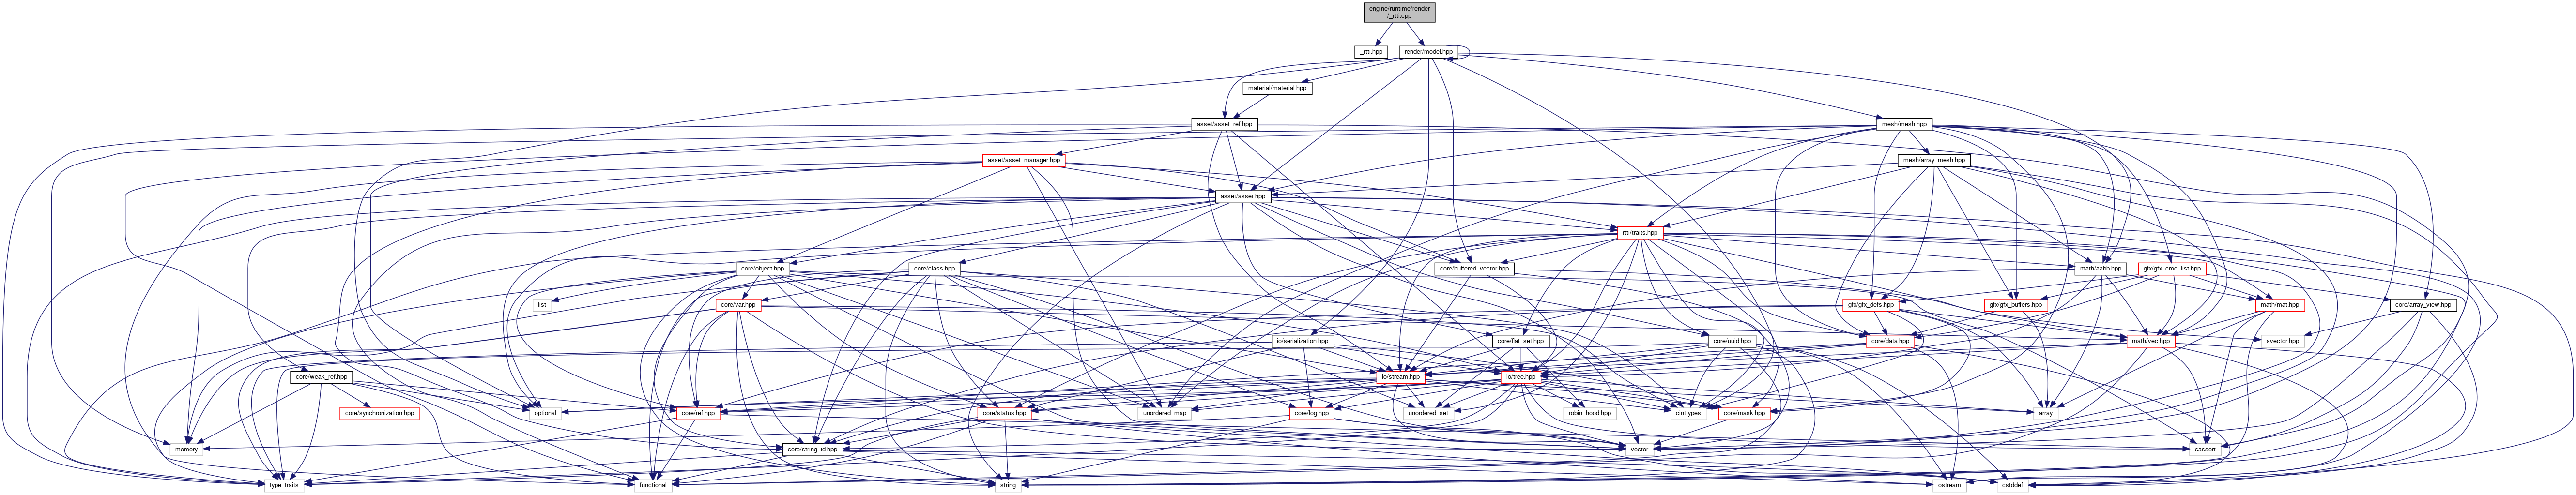 engine/runtime/render
/_rtti.cpp
_rtti.hpp
render/model.hpp
material/material.hpp
asset/asset_ref.hpp
mesh/mesh.hpp
asset/asset_manager.hpp
mesh/array_mesh.hpp
asset/asset.hpp
rtti/traits.hpp
core/object.hpp
core/class.hpp
core/buffered_vector.hpp
math/aabb.hpp
gfx/gfx_cmd_list.hpp
list
core/var.hpp
gfx/gfx_defs.hpp
gfx/gfx_buffers.hpp
math/mat.hpp
core/array_view.hpp
io/serialization.hpp
core/flat_set.hpp
core/uuid.hpp
core/data.hpp
math/vec.hpp
svector.hpp
core/weak_ref.hpp
io/stream.hpp
io/tree.hpp
core/synchronization.hpp
optional
core/ref.hpp
core/status.hpp
unordered_map
core/log.hpp
unordered_set
robin_hood.hpp
cinttypes
core/mask.hpp
array
memory
core/string_id.hpp
vector
cassert
type_traits
functional
string
ostream
cstddef